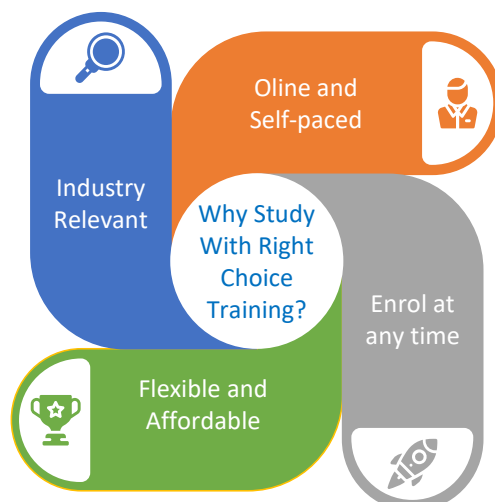 Oline and
Self-paced
Industry
Relevant
Why Study
With Right
Choice
Training?
Enrol at
any time
Flexible and
Affordable